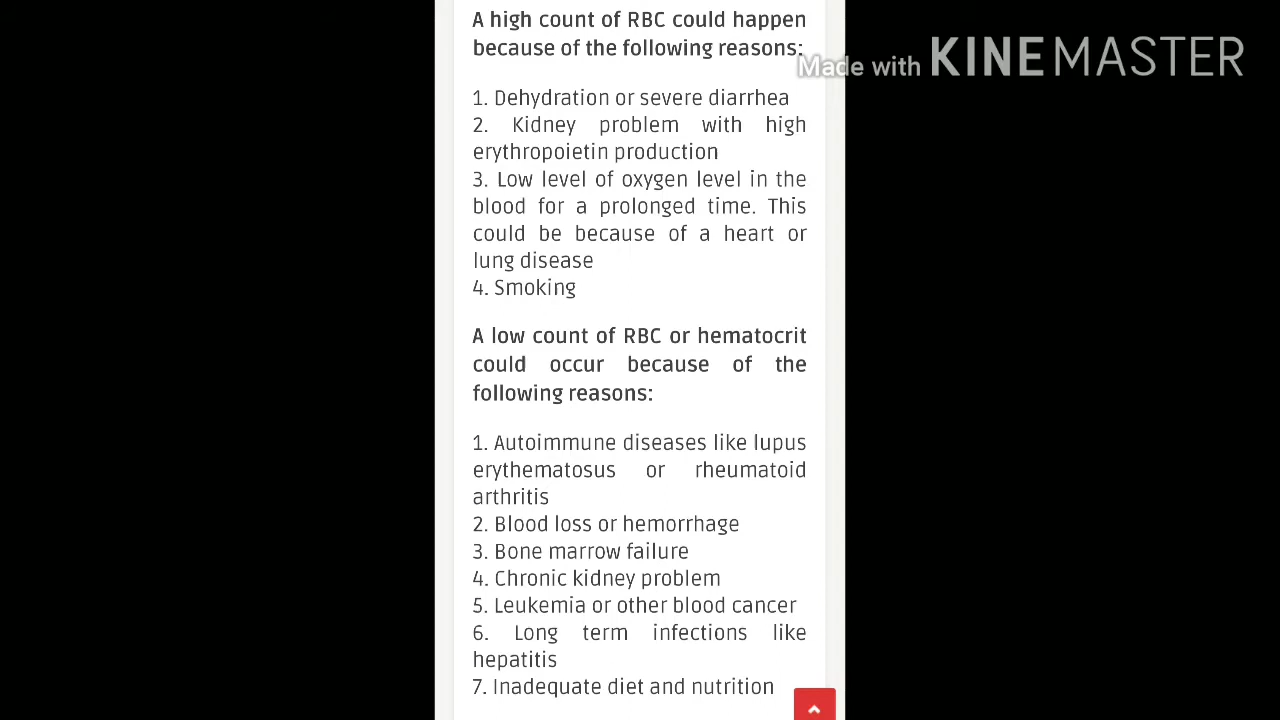 A high count of RBC could happen
because of the following reasons:
Made with KINEMASTER
1. Dehydration or severe diarrhea
2. Kidney problem with high
erythropoietin production
3. Low level of oxygen level in the
blood for a prolonged time. This
could be because of a heart or
lung disease
4. Smoking
A low count of RBC or hematocrit
could occur because of the
following reasons:
1. Autoimmune diseases like lupus
erythematosus or rheumatoid
arthritis
2. Blood loss or hemorrhage
3. Bone marrow failure
4. Chronic kidney problem
5. Leukemia or other blood cancer
6. Long term infections like
hepatitis
7. Inadequate diet and nutrition